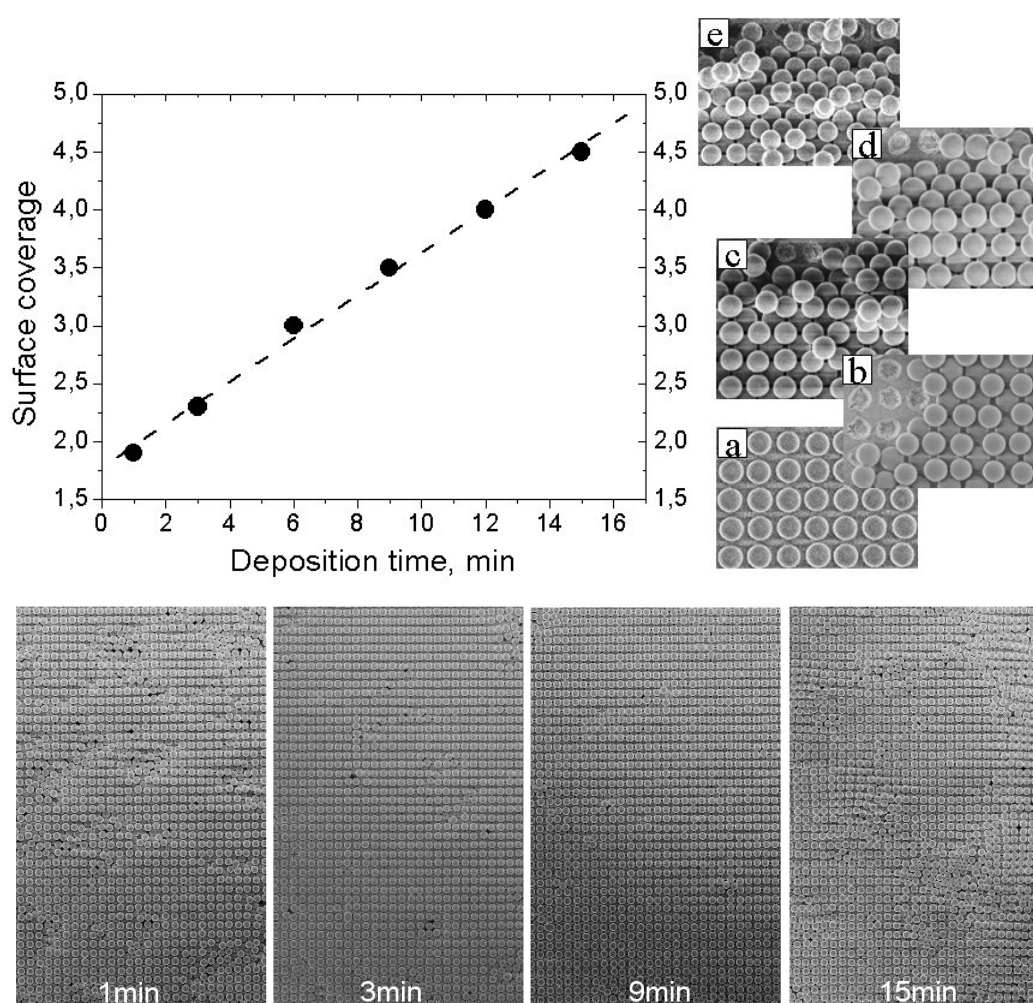 e
d
c
b
a
5,0 5,0
4,5 4,5
4,0 4,0
3,5 3,5
3,0 3,0
2,5 2,5
2,0 2,0
1,5 1,5
Surface coverage
0 2 4 6 8 10 12 14 16
Deposition time, min
1min 3min 9min 15min